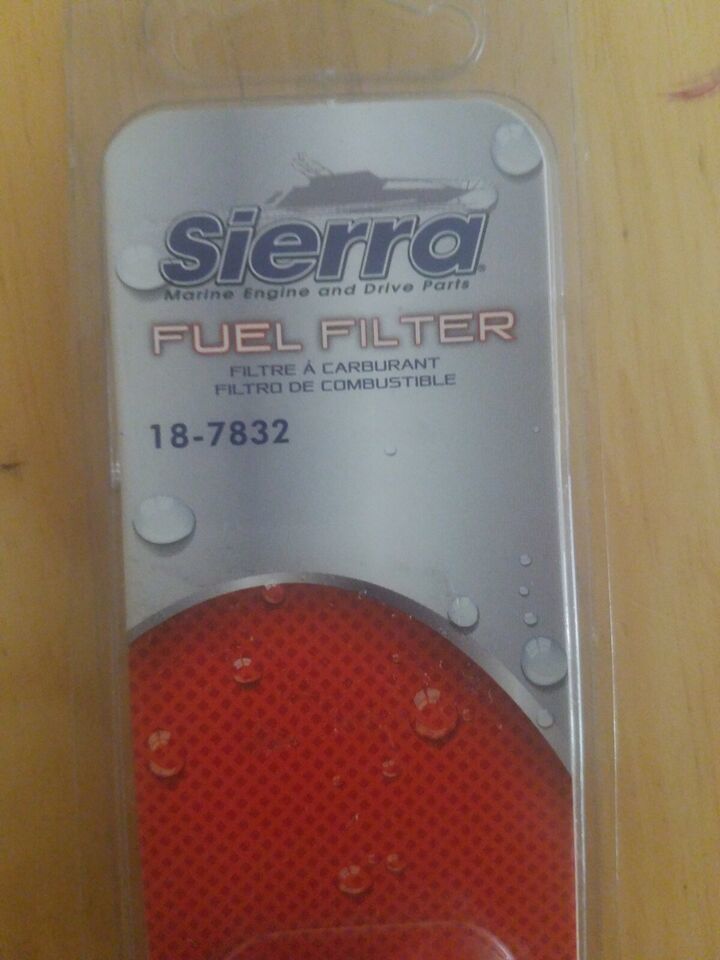 Sierra®
Marine Engine and Drive Parts
FUEL FILTER
FILTRE À CARBURANT
FILTRO DE COMBUSTIBLE
18-7832